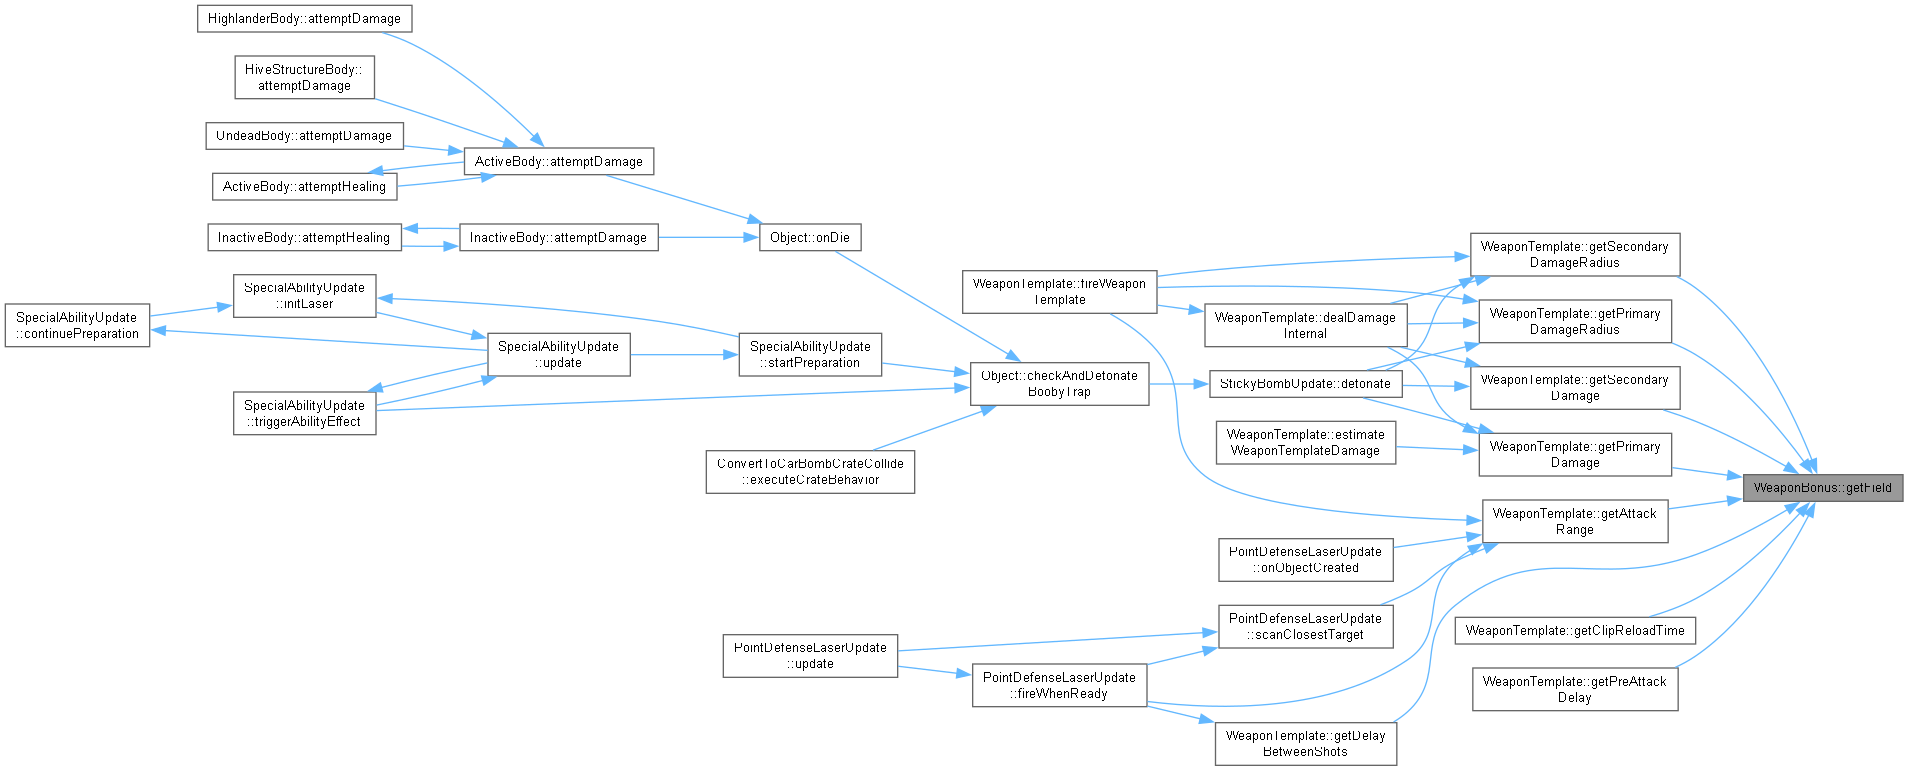 HighlanderBody::attemptDamage
HiveStructureBody::
attemptDamage
UndeadBody::attemptDamage
ActiveBody::attemptDamage
ActiveBody::attemptHealing
InactiveBody::attemptHealing
InactiveBody::attemptDamage
Object::onDie
SpecialAbilityUpdate
::initLaser
SpecialAbilityUpdate
::continuePreparation
SpecialAbilityUpdate
::update
SpecialAbilityUpdate
::startPreparation
SpecialAbilityUpdate
::triggerAbilityEffect
Object::checkAndDetonate
BoobyTrap
ConvertToCarBombCrateCollide
::executeCrateBehavior
WeaponTemplate::fireWeapon
Template
WeaponTemplate::dealDamage
Internal
StickyBombUpdate::detonate
WeaponTemplate::estimate
WeaponTemplateDamage
WeaponTemplate::getSecondary
DamageRadius
WeaponTemplate::getPrimary
DamageRadius
WeaponTemplate::getSecondary
Damage
WeaponTemplate::getPrimary
Damage
WeaponBonus::getField
WeaponTemplate::getAttack
Range
PointDefenseLaserUpdate
::onObjectCreated
PointDefenseLaserUpdate
::scanClosestTarget
PointDefenseLaserUpdate
::update
PointDefenseLaserUpdate
::fireWhenReady
WeaponTemplate::getClipReloadTime
WeaponTemplate::getPreAttack
Delay
WeaponTemplate::getDelay
BetweenShots